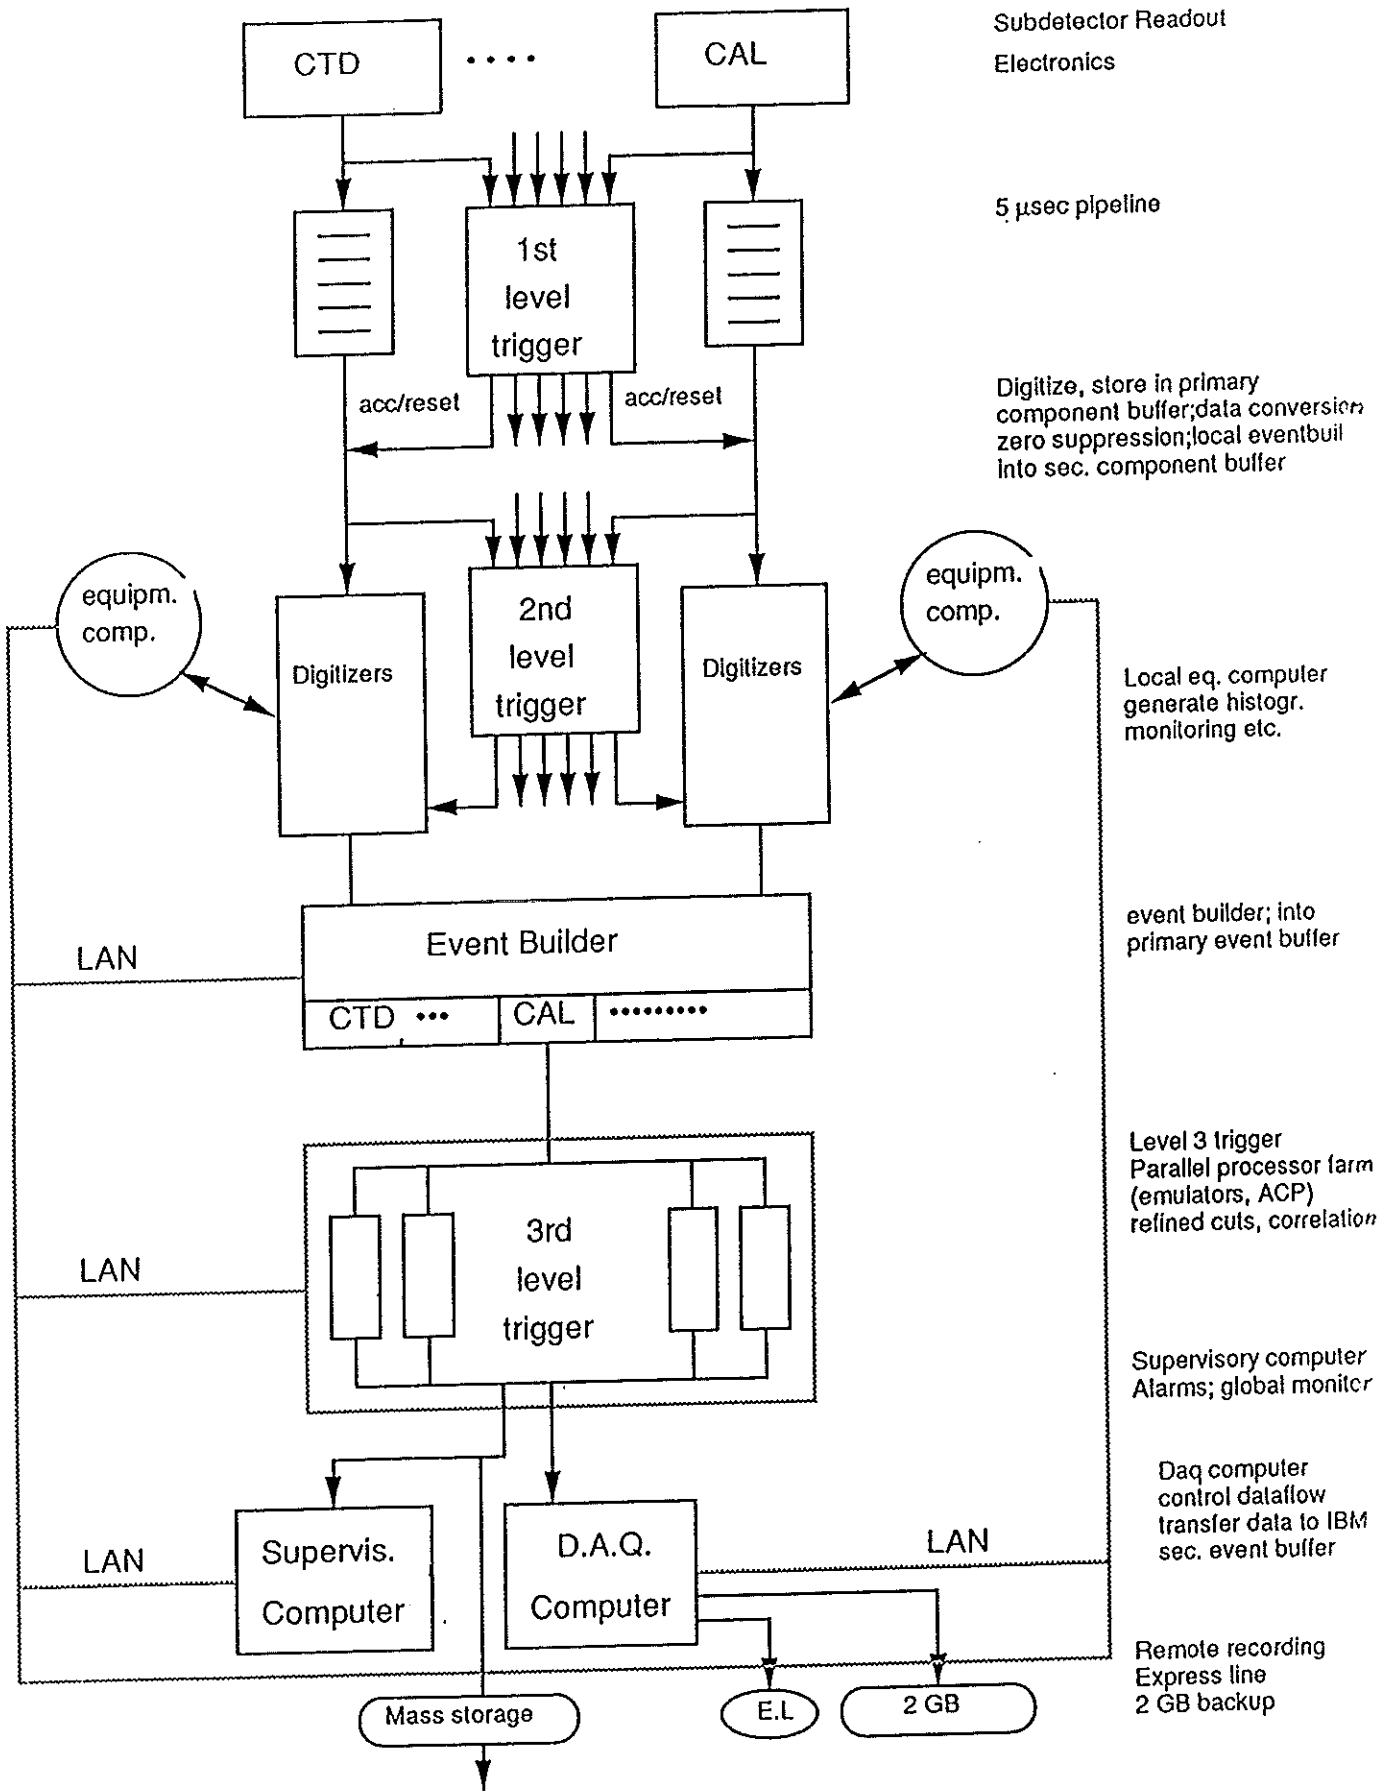 Subdetector Readout
Electronics
CTD
CAL
5 µsec pipeline
1st
level
trigger
acc/reset
acc/reset
Digitize, store in primary
component buffer;data conversion
zero suppression;local eventbuil
into sec. component buffer
equipm.
comp.
equipm.
comp.
Digitizers
2nd
level
trigger
Digitizers
Local eq. computer
generate histogr.
monitoring etc.
LAN
Event Builder
event builder; into
primary event buffer
CTD •••
CAL
•••••••••
LAN
3rd
level
trigger
Level 3 trigger
Parallel processor farm
(emulators, ACP)
refined cuts, correlation
Supervisory computer
Alarms; global monitor
LAN
Supervis.
Computer
D.A.Q.
Computer
LAN
Daq computer
control dataflow
transfer data to IBM
sec. event buffer
Mass storage
E.L
2 GB
Remote recording
Express line
2 GB backup